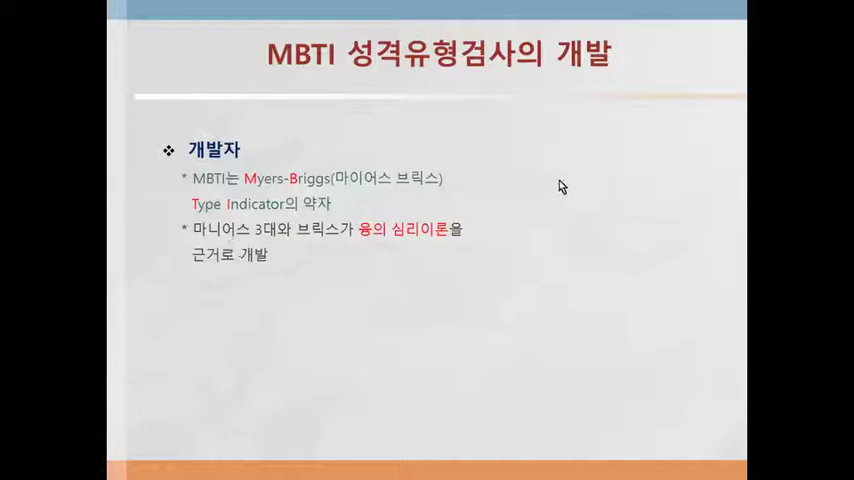 MBTI 성격유형검사의 개발
❖ 개발자
* MBTI는 Myers-Briggs(마이어스 브릭스)
Type Indicator의 약자
* 마니어스 3대와 브릭스가 융의 심리이론을
근거로 개발